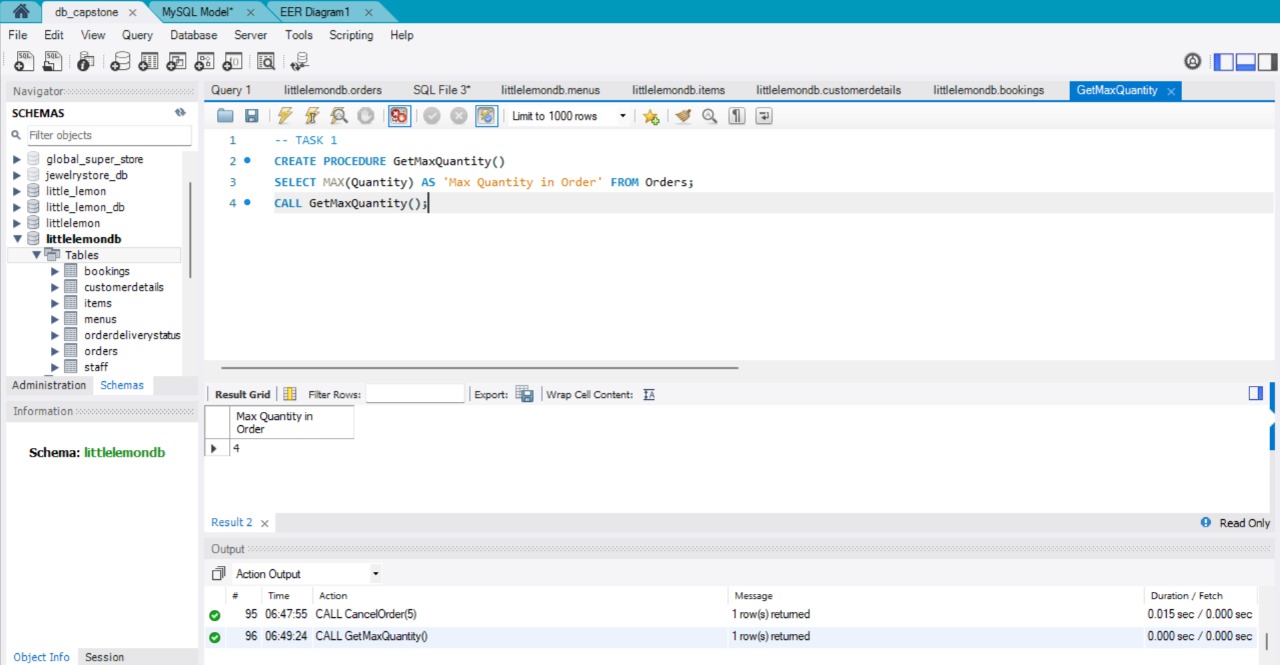 db_capstone × MySQL Model* × EER Diagram1 ×
File Edit View Query Database Server Tools Scripting Help
Navigator
SCHEMAS
Filter objects
global_super_store
jewelrystore_db
little_lemon
little_lemon_db
littlelemon
littlelemondb
Tables
bookings
customerdetails
items
menus
orderdeliverystatus
orders
staff
Administration Schemas
Information
Schema: littlelemondb
Object Info Session
Query 1 littlelemondb.orders SQL File 3* littlelemondb.menus littlelemondb.items littlelemondb.customerdetails littlelemondb.bookings GetMaxQuantity ×
Limit to 1000 rows
1 -- TASK 1
2 CREATE PROCEDURE GetMaxQuantity()
3 SELECT MAX(Quantity) AS 'Max Quantity in Order' FROM Orders;
4 CALL GetMaxQuantity();
Result Grid Filter Rows: Export: Wrap Cell Content:
Max Quantity in
Order
4
Result 2 × Read Only
Output
Action Output
# Time Action Message Duration / Fetch
95 06:47:55 CALL CancelOrder(5) 1 row(s) returned 0.015 sec / 0.000 sec
96 06:49:24 CALL GetMaxQuantity() 1 row(s) returned 0.000 sec / 0.000 sec